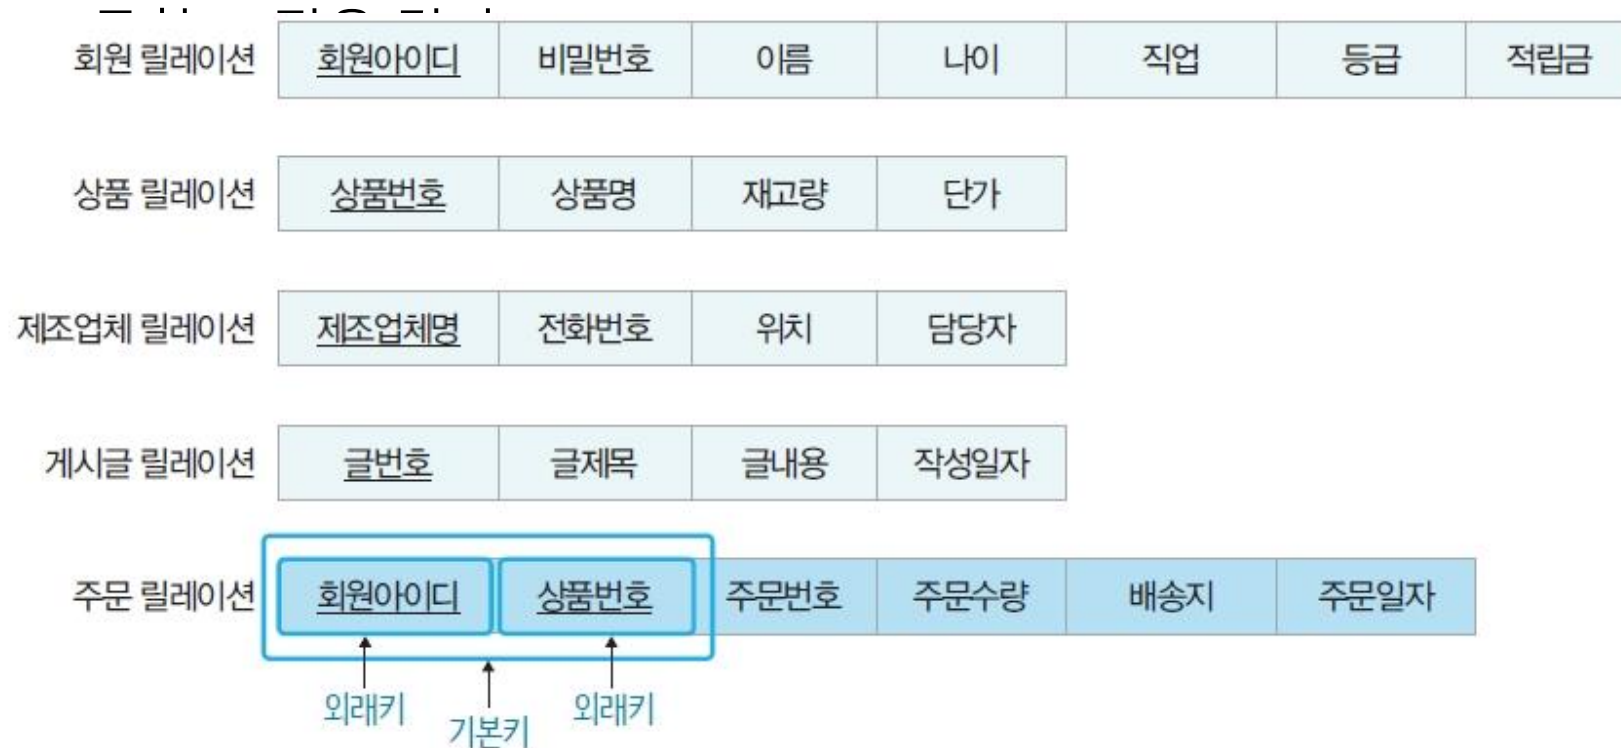 회원 릴레이션 회원아이디 비밀번호 이름 나이 직업 등급 적립금
상품 릴레이션 상품번호 상품명 재고량 단가
제조업체 릴레이션 제조업체명 전화번호 위치 담당자
게시글 릴레이션 글번호 글제목 글내용 작성일자
주문 릴레이션 회원아이디 상품번호 주문번호 주문수량 배송지 주문일자
외래키 기본키 외래키